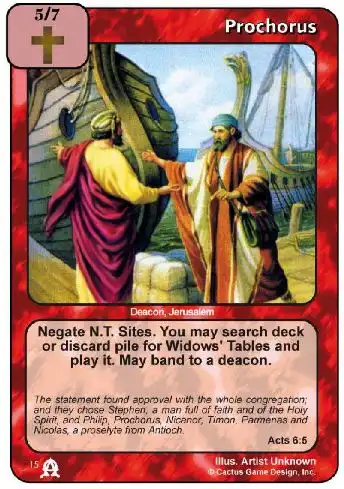 5/7
Prochorus
Deacon, Jerusalem
Negate N.T. Sites. You may search deck
or discard pile for Widows' Tables and
play it. May band to a deacon.
The statement found approval with the whole congregation;
and they chose Stephen, a man full of faith and of the Holy
Spirit, and Philip, Prochorus, Nicanor, Timon, Parmenas and
Nicolas, a proselyte from Antioch.
Acts 6:5
15
Illus. Artist Unknown
© Cactus Game Design, Inc.